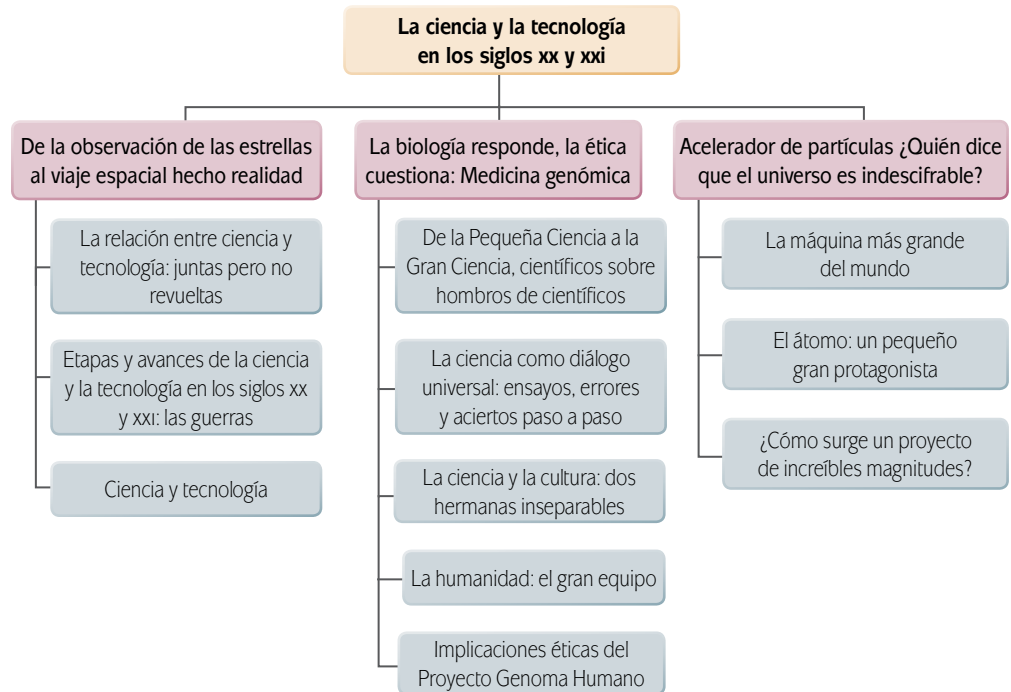 La ciencia y la tecnología
en los siglos xx y xxi
De la observación de las estrellas
al viaje espacial hecho realidad
La relación entre ciencia y
tecnología: juntas pero no
revueltas
Etapas y avances de la ciencia
y la tecnología en los siglos xx
y xxi: las guerras
Ciencia y tecnología
La biología responde, la ética
cuestiona: Medicina genómica
De la Pequeña Ciencia a la
Gran Ciencia, científicos sobre
hombros de científicos
La ciencia como diálogo
universal: ensayos, errores
y aciertos paso a paso
La ciencia y la cultura: dos
hermanas inseparables
La humanidad: el gran equipo
Implicaciones éticas del
Proyecto Genoma Humano
Acelerador de partículas ¿Quién dice
que el universo es indescifrable?
La máquina más grande
del mundo
El átomo: un pequeño
gran protagonista
¿Cómo surge un proyecto
de increíbles magnitudes?